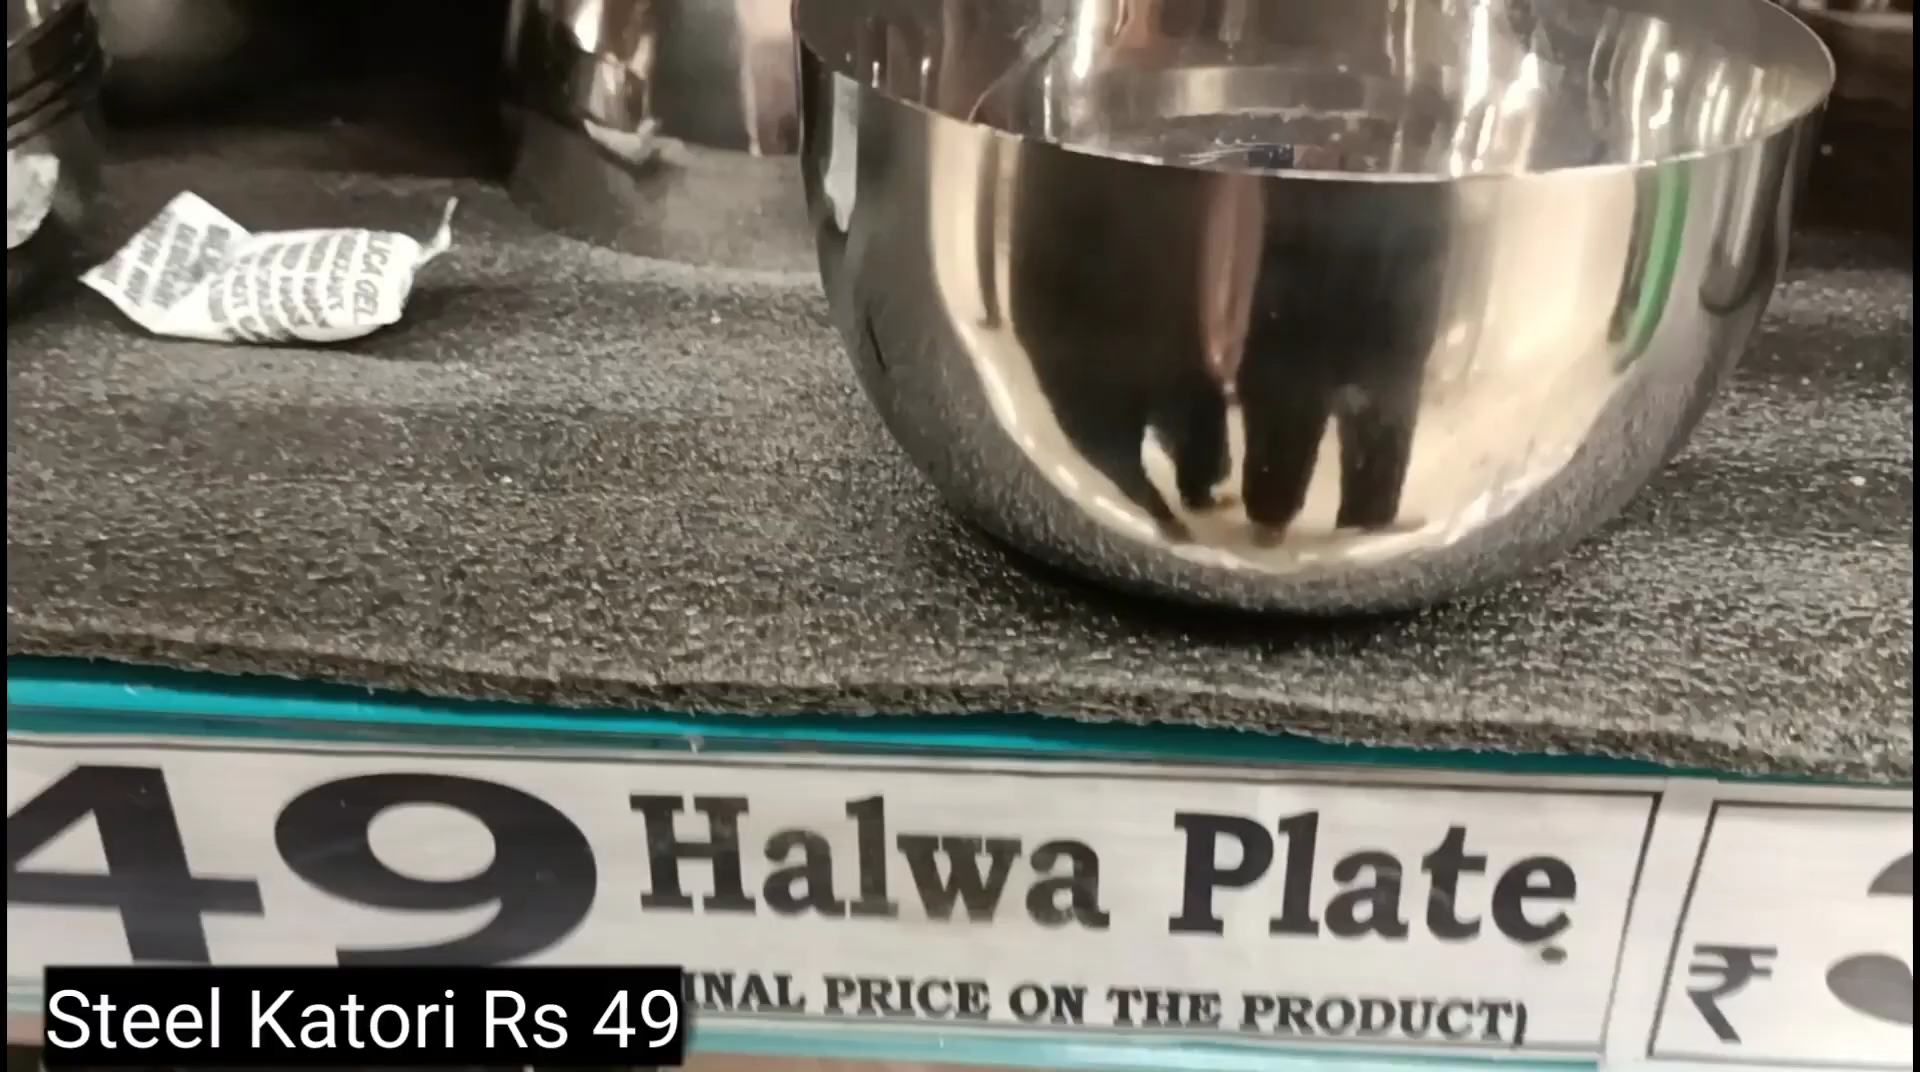 49 Halwa Plate
INAL PRICE ON THE PRODUCT)
₹
Steel Katori Rs 49